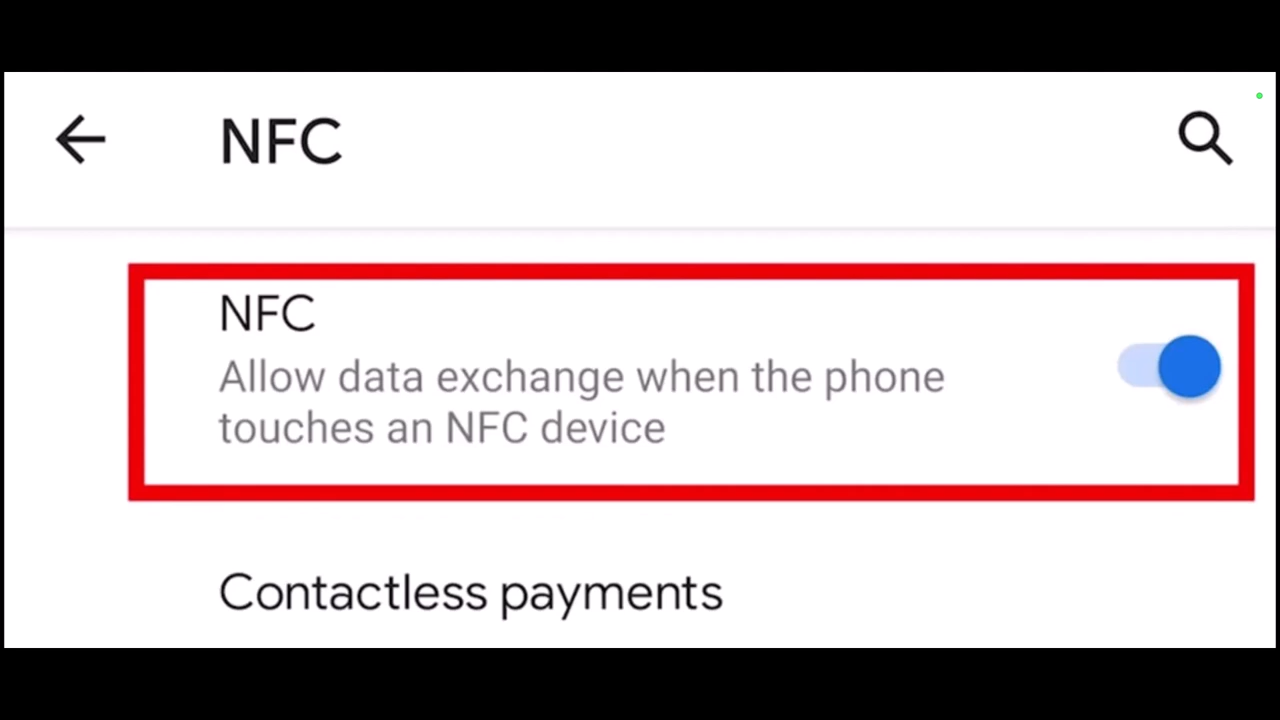 NFC
NFC
Allow data exchange when the phone
touches an NFC device
Contactless payments